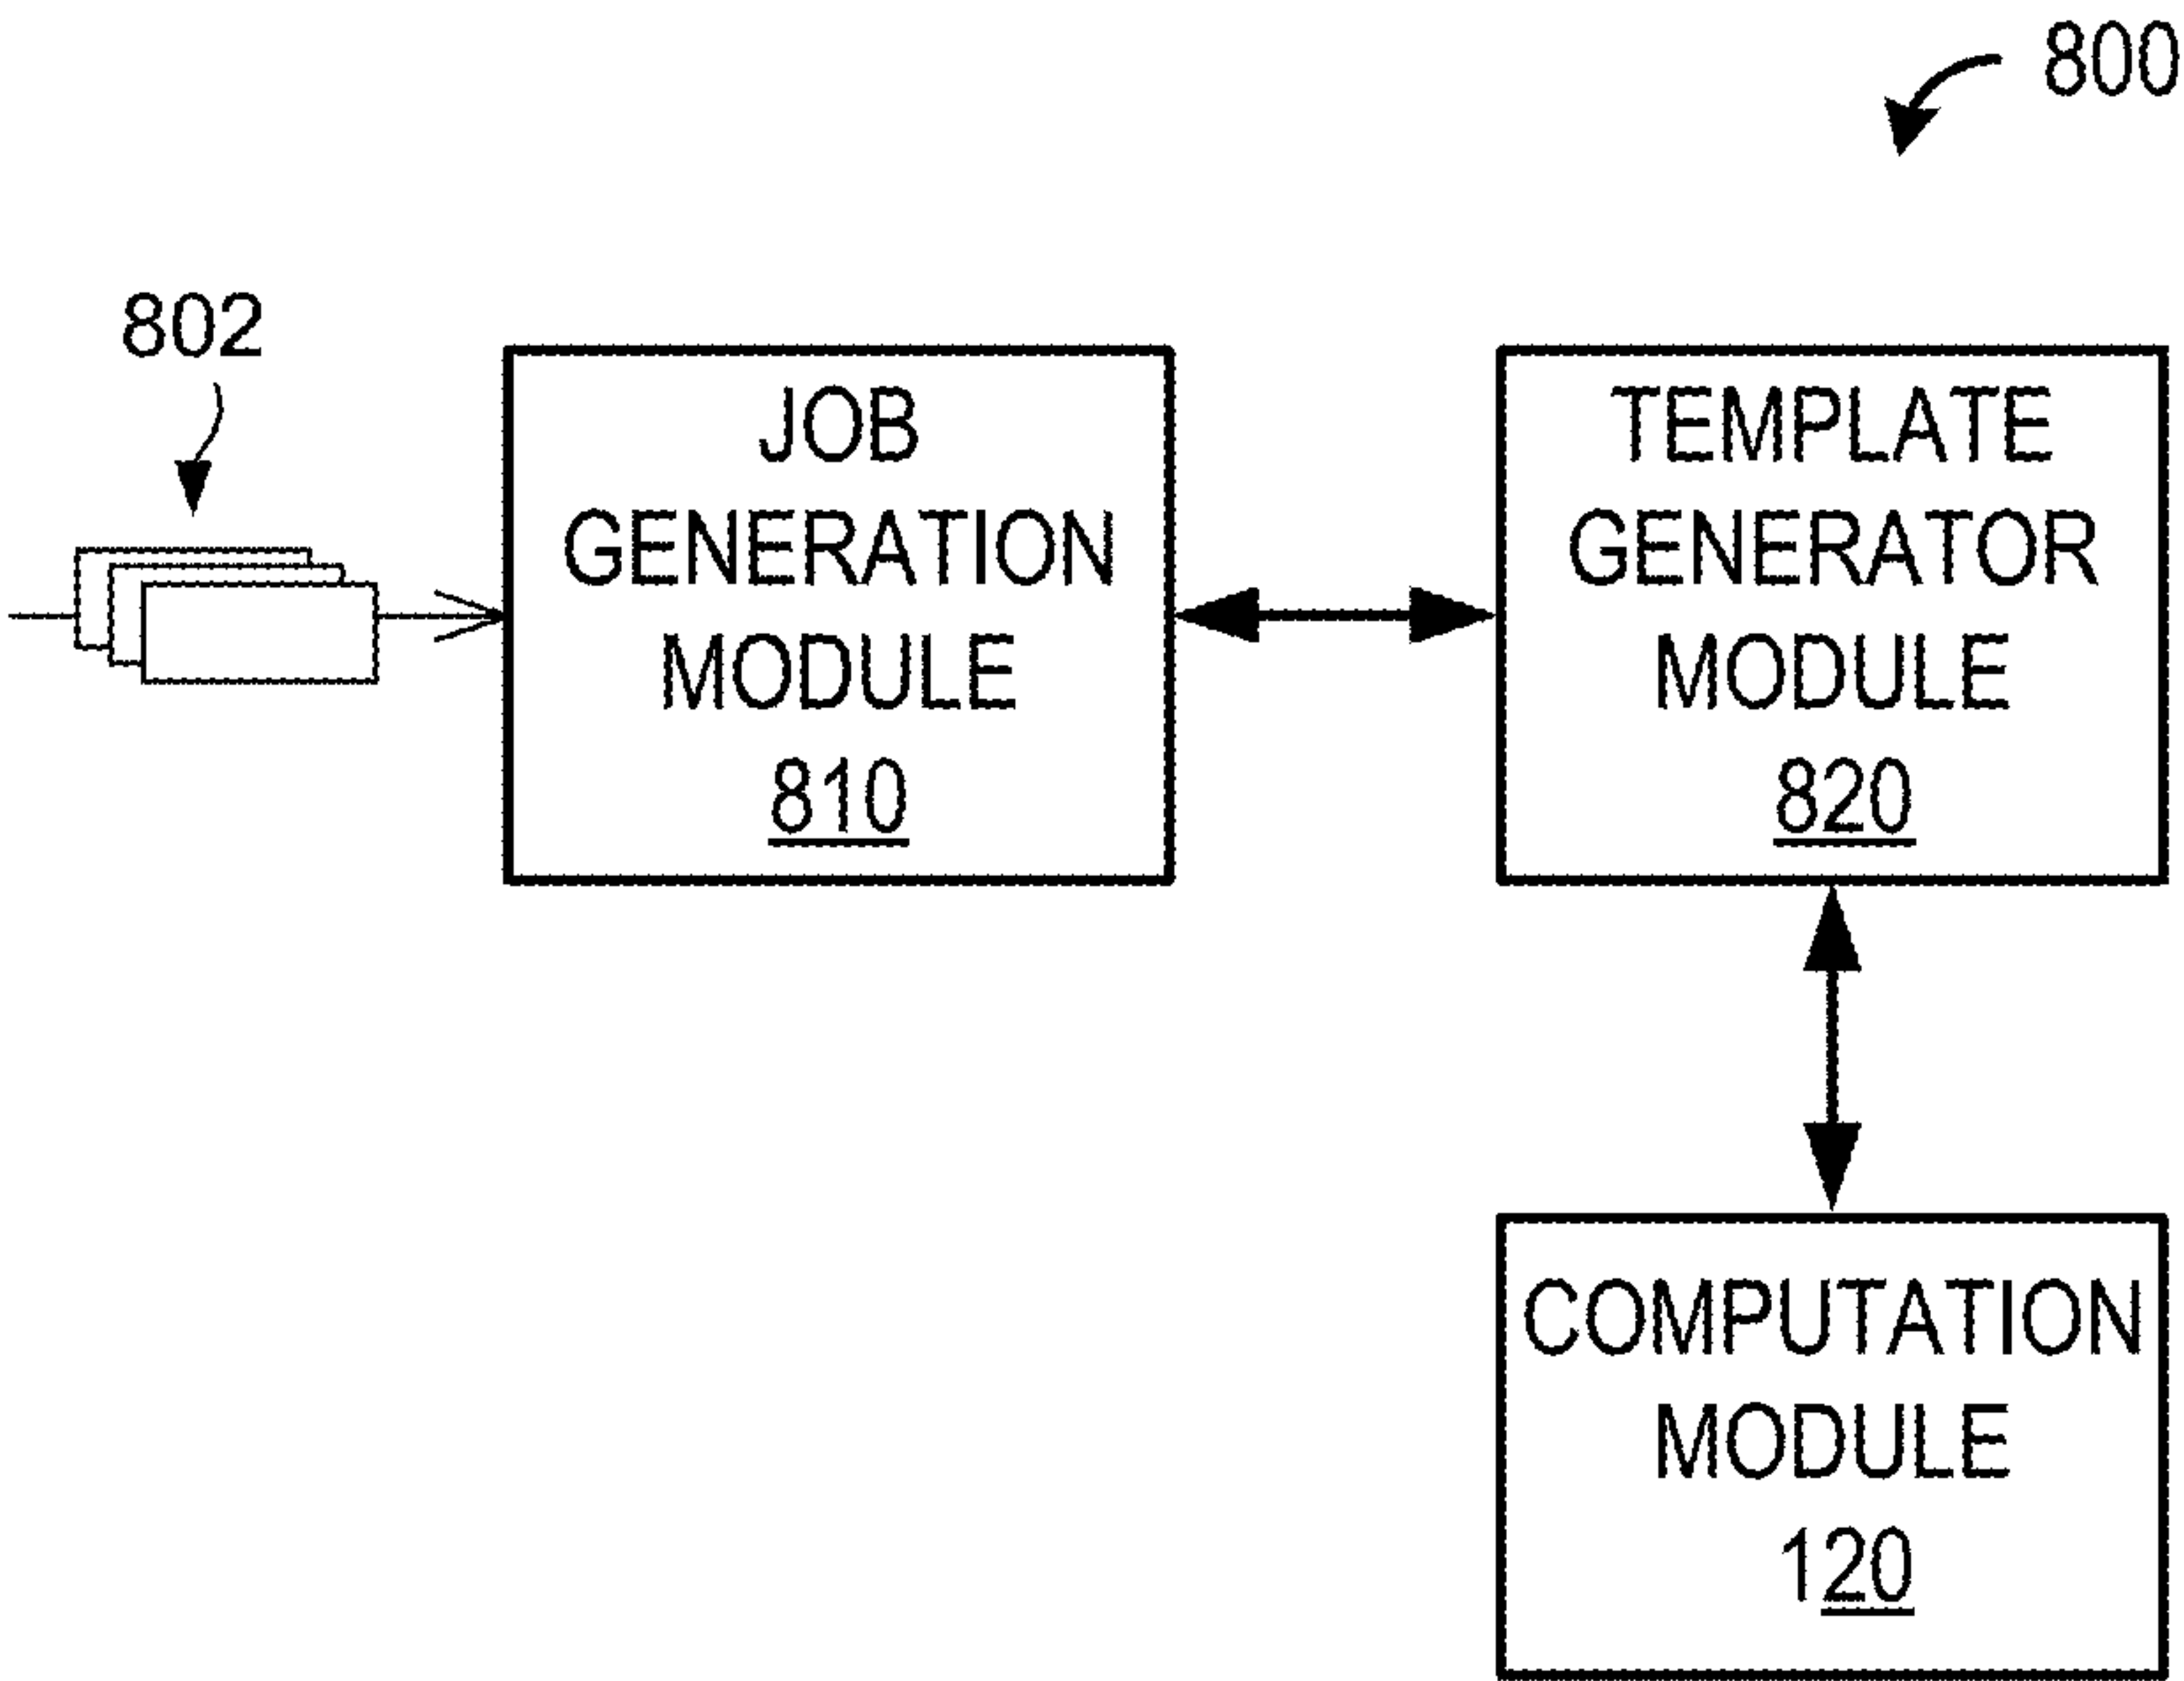 800
802
JOB
GENERATION
MODULE
810
TEMPLATE
GENERATOR
MODULE
820
COMPUTATION
MODULE
120